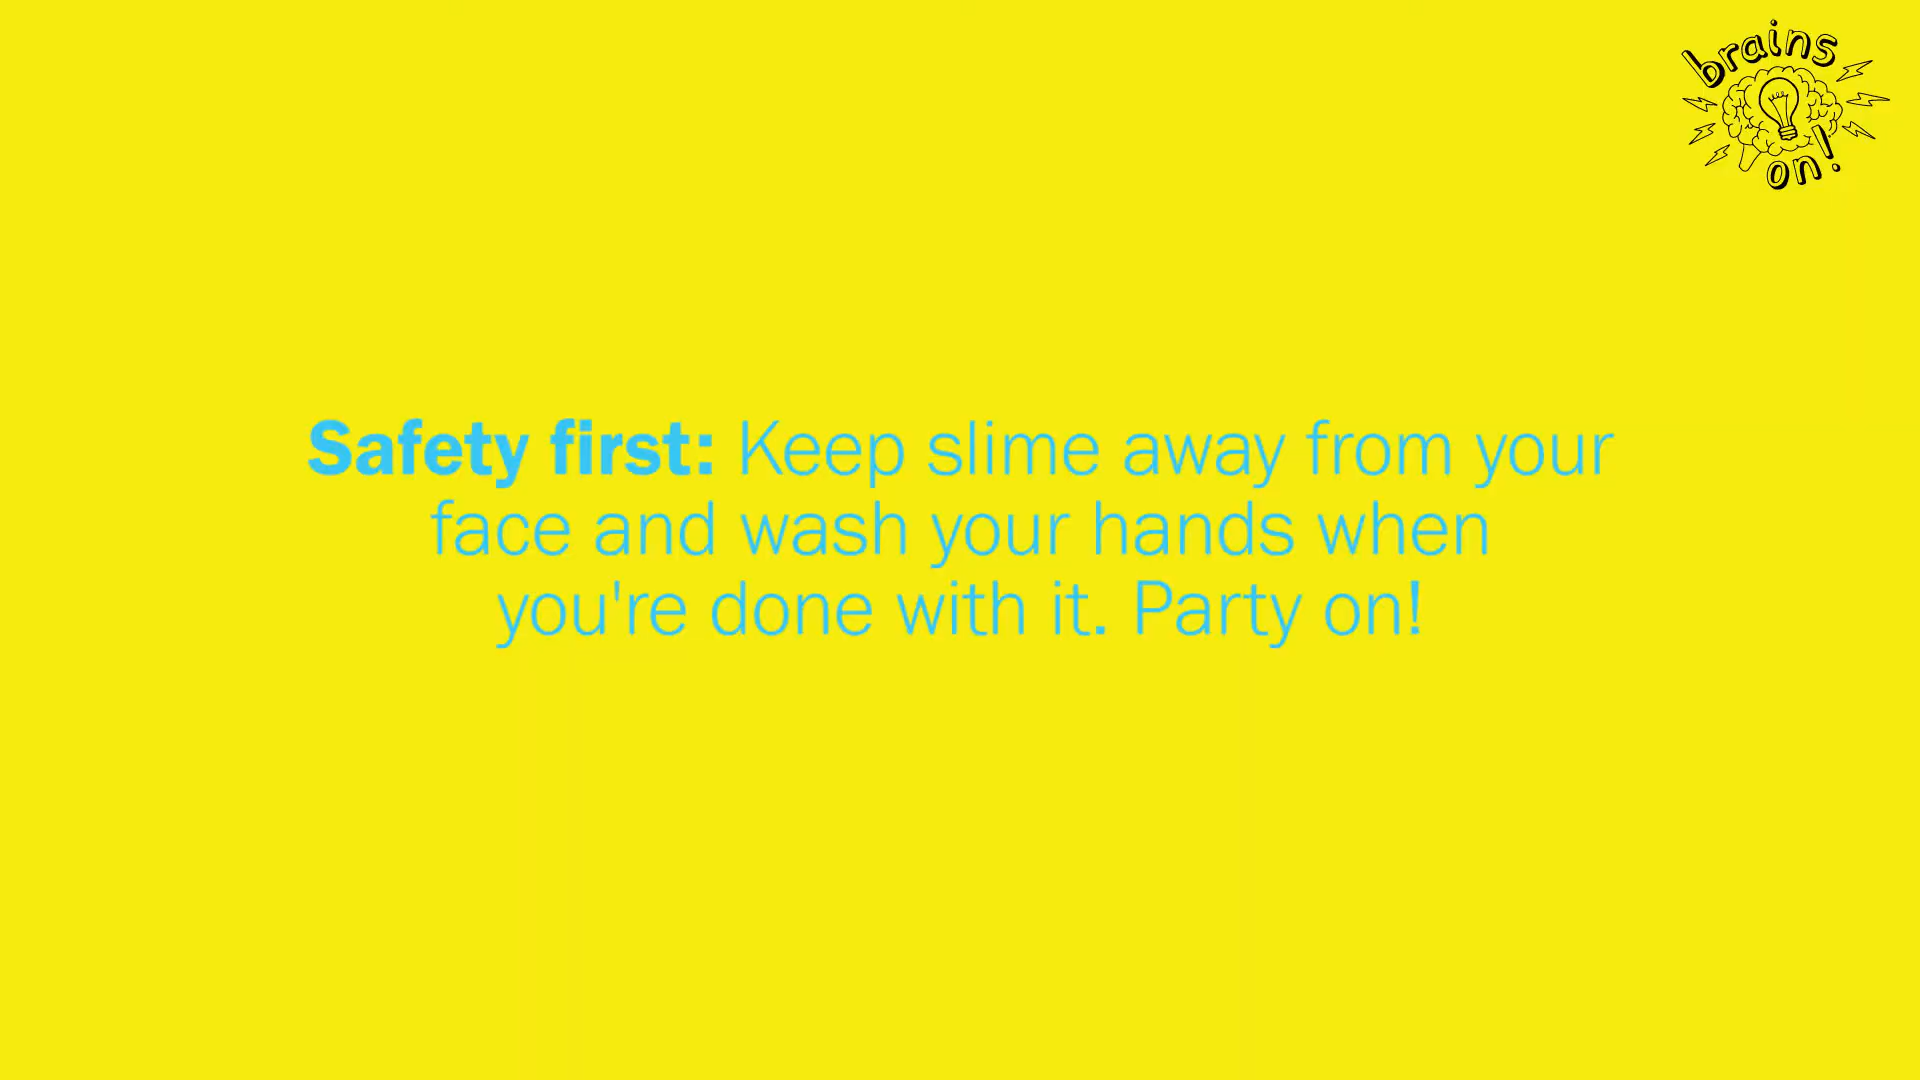 brains
on!
Safety first: Keep slime away from your
face and wash your hands when
you're done with it. Party on!